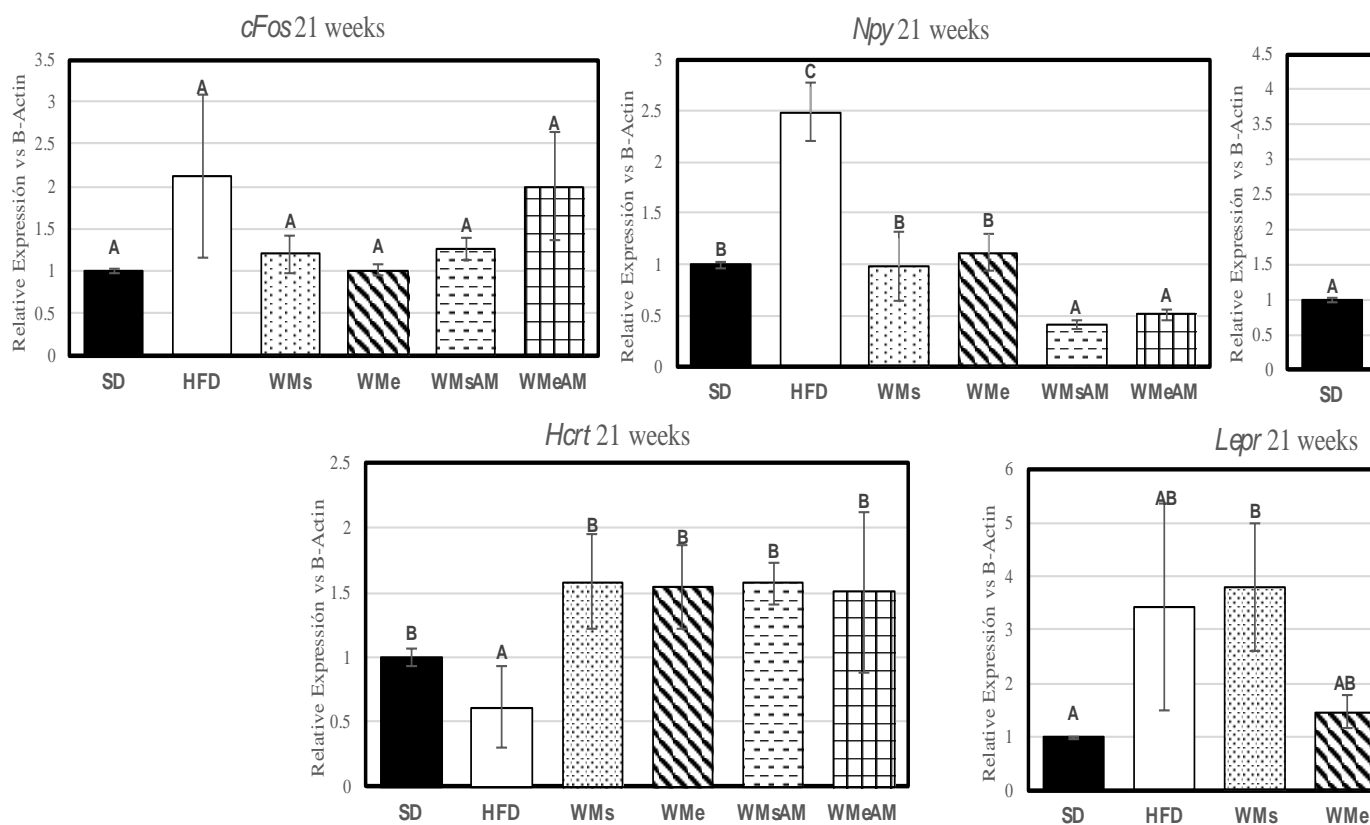 cFos 21 weeks
Relative Expressión vs B-Actin
3.5
3
2.5
2
1.5
1
0.5
0
A
A
A
A
A
A
SD HFD WMs WMe WMsAM WMeAM
Npy 21 weeks
Relative Expressión vs B-Actin
3
2.5
2
1.5
1
0.5
0
B
C
B
B
A
A
SD HFD WMs WMe WMsAM WMeAM
Relative Expressión vs B-Actin
4.5
4
3.5
3
2.5
2
1.5
1
0.5
0
A
SD
Hcrt 21 weeks
Relative Expressión vs B-Actin
2.5
2
1.5
1
0.5
0
B
A
B
B
B
B
SD HFD WMs WMe WMsAM WMeAM
Lepr 21 weeks
Relative Expressión vs B-Actin
6
5
4
3
2
1
0
A
AB
B
AB
SD HFD WMs WMe